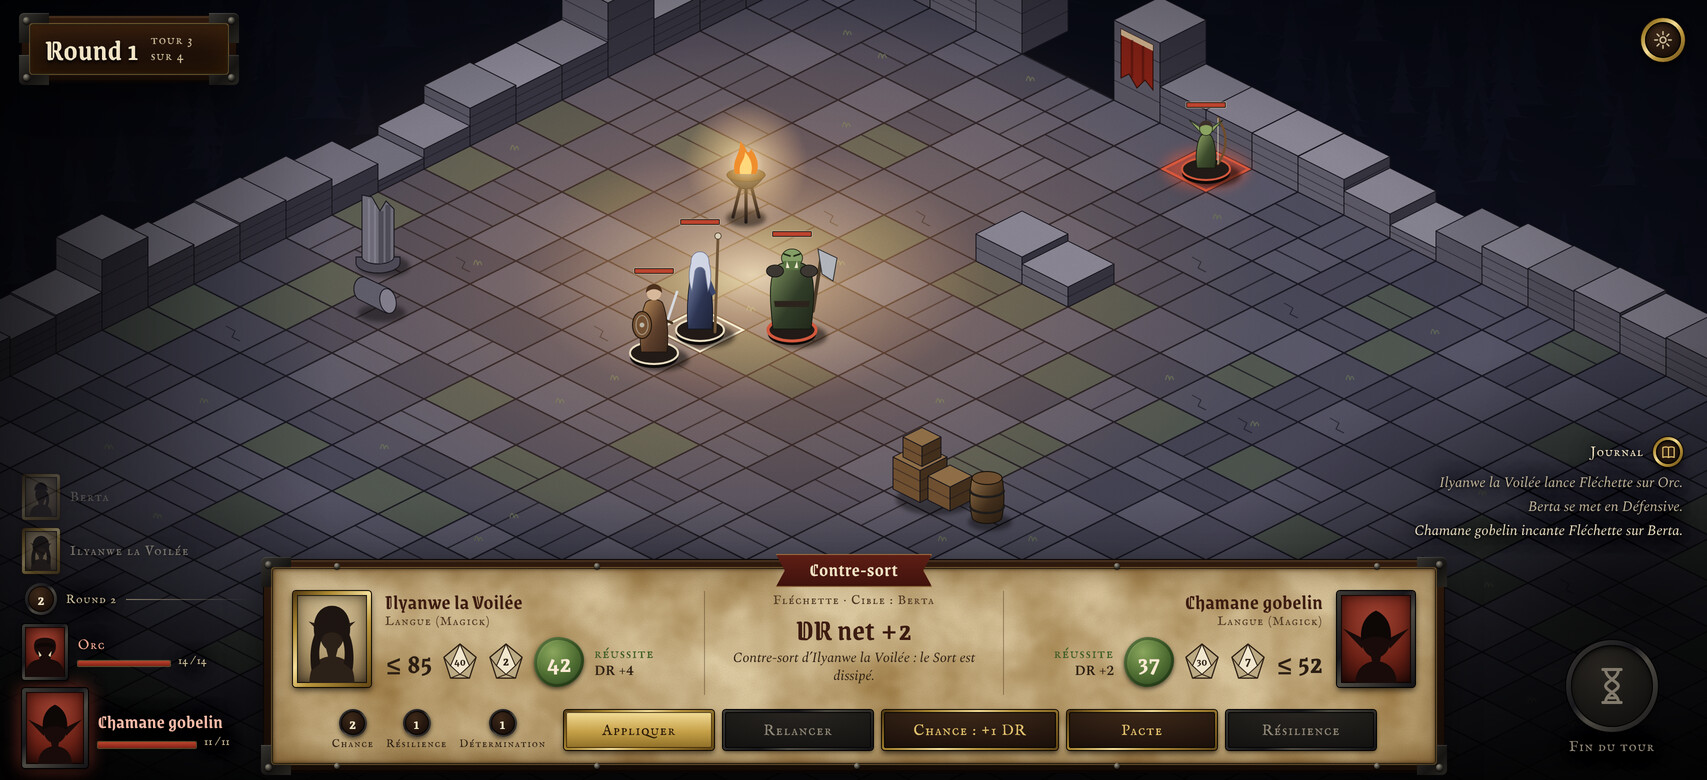 Round 1
TOUR 3
SUR 4
JOURNAL
Ilyanwe la Voilée lance Fléchette sur Orc.
Berta se met en Défensive.
Chamane gobelin incante Fléchette sur Berta.
BERTA
ILYANWE LA VOILÉE
2 ROUND 2
ORC
14/14
Chamane gobelin
11/11
Contre-sort
Ilyanwe la Voilée
LANGUE (MAGICK)
≤ 85 40 2 42 RÉUSSITE
DR +4
FLÉCHETTE · CIBLE : BERTA
DR net +2
Contre-sort d'Ilyanwe la Voilée : le Sort est
dissipé.
Chamane gobelin
LANGUE (MAGICK)
RÉUSSITE
DR +2 37 30 7 ≤ 52
2 CHANCE
1 RÉSILIENCE
1 DÉTERMINATION
APPLIQUER
RELANCER
CHANCE : +1 DR
PACTE
RÉSILIENCE
FIN DU TOUR